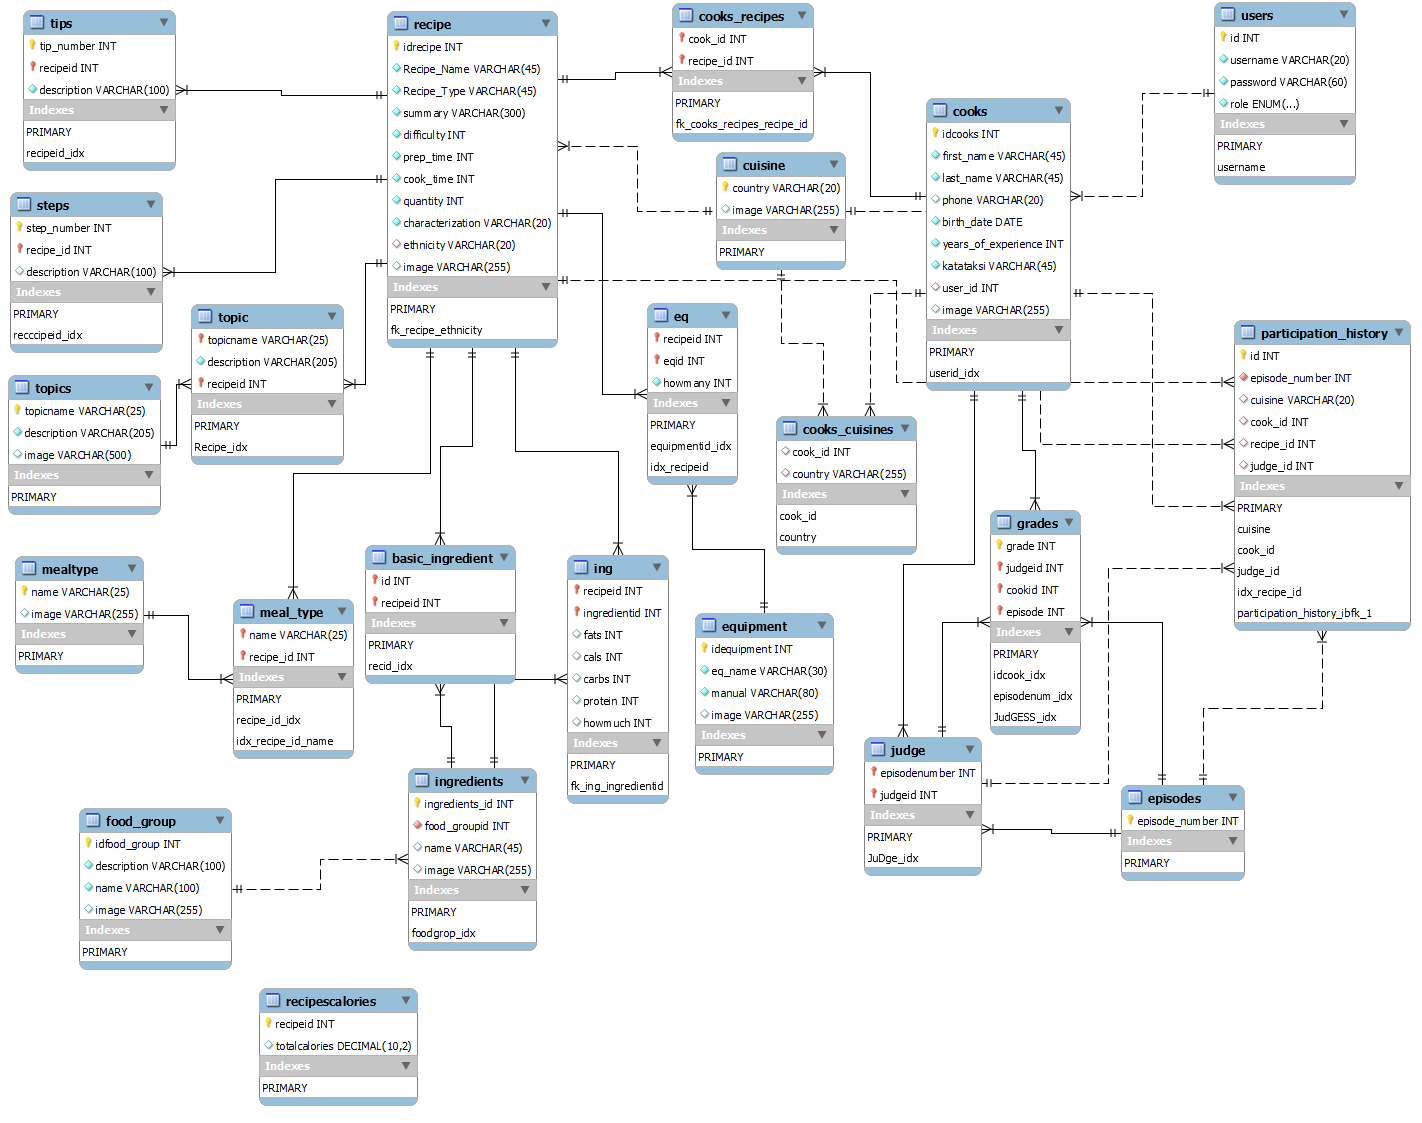 tips
tip_number INT
recipeid INT
description VARCHAR(100)
Indexes
PRIMARY
recipeid_idx
recipe
idrecipe INT
Recipe_Name VARCHAR(45)
Recipe_Type VARCHAR(45)
summary VARCHAR(300)
difficulty INT
prep_time INT
cook_time INT
quantity INT
characterization VARCHAR(20)
ethnicity VARCHAR(20)
image VARCHAR(255)
Indexes
PRIMARY
fk_recipe_ethnicity
cooks_recipes
cook_id INT
recipe_id INT
Indexes
PRIMARY
fk_cooks_recipes_recipe_id
users
id INT
username VARCHAR(20)
password VARCHAR(60)
role ENUM(...)
Indexes
PRIMARY
username
cooks
idcooks INT
first_name VARCHAR(45)
last_name VARCHAR(45)
phone VARCHAR(20)
birth_date DATE
years_of_experience INT
katataksi VARCHAR(45)
user_id INT
image VARCHAR(255)
Indexes
PRIMARY
userid_idx
cuisine
country VARCHAR(20)
image VARCHAR(255)
Indexes
PRIMARY
steps
step_number INT
recipe_id INT
description VARCHAR(100)
Indexes
PRIMARY
recccipeid_idx
topic
topicname VARCHAR(25)
description VARCHAR(205)
recipeid INT
Indexes
PRIMARY
Recipe_idx
eq
recipeid INT
eqid INT
howmany INT
Indexes
PRIMARY
equipmentid_idx
idx_recipeid
participation_history
id INT
episode_number INT
cuisine VARCHAR(20)
cook_id INT
recipe_id INT
judge_id INT
Indexes
PRIMARY
cuisine
cook_id
judge_id
idx_recipe_id
participation_history_ibfk_1
topics
topicname VARCHAR(25)
description VARCHAR(205)
image VARCHAR(500)
Indexes
PRIMARY
cooks_cuisines
cook_id INT
country VARCHAR(255)
Indexes
cook_id
country
grades
grade INT
judgeid INT
cookid INT
episode INT
Indexes
PRIMARY
idcook_idx
episodenum_idx
JudGESS_idx
mealtype
name VARCHAR(25)
image VARCHAR(255)
Indexes
PRIMARY
meal_type
name VARCHAR(25)
recipe_id INT
Indexes
PRIMARY
recipe_id_idx
idx_recipe_id_name
basic_ingredient
id INT
recipeid INT
Indexes
PRIMARY
recid_idx
ing
recipeid INT
ingredientid INT
fats INT
cals INT
carbs INT
protein INT
howmuch INT
Indexes
PRIMARY
fk_ing_ingredientid
equipment
idequipment INT
eq_name VARCHAR(30)
manual VARCHAR(80)
image VARCHAR(255)
Indexes
PRIMARY
judge
episodenumber INT
judgeid INT
Indexes
PRIMARY
JuDge_idx
episodes
episode_number INT
Indexes
PRIMARY
ingredients
ingredients_id INT
food_groupid INT
name VARCHAR(45)
image VARCHAR(255)
Indexes
PRIMARY
foodgrop_idx
food_group
idfood_group INT
description VARCHAR(100)
name VARCHAR(100)
image VARCHAR(255)
Indexes
PRIMARY
recipescalories
recipeid INT
totalcalories DECIMAL(10,2)
Indexes
PRIMARY